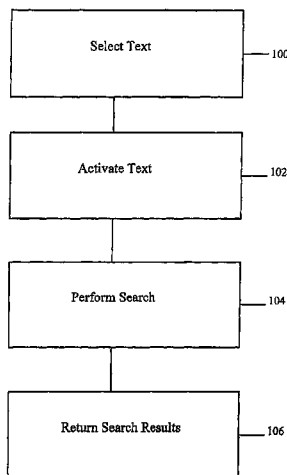 Select Text
100
Activate Text
102
Perform Search
104
Return Search Results
106